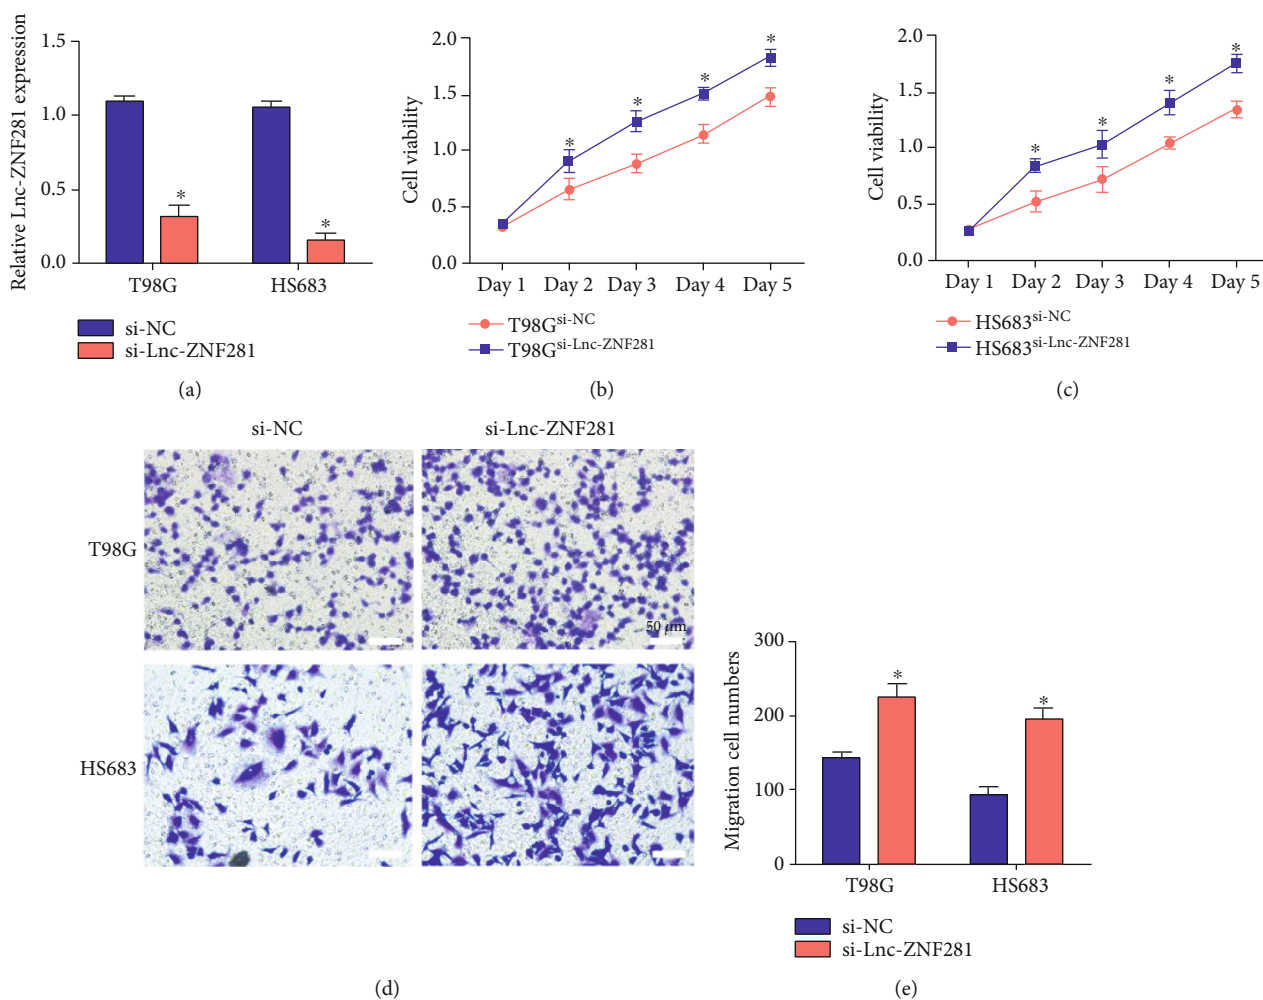 Relative Lnc-ZNF281 expression
1.5
1.0
0.5
0.0
*
*
T98G
HS683
si-NC
si-Lnc-ZNF281
(a)
Cell viability
2.0
1.5
1.0
0.5
0.0
*
*
*
*
Day 1 Day 2 Day 3 Day 4 Day 5
T98G^si-NC
T98G^si-Lnc-ZNF281
(b)
Cell viability
2.0
1.5
1.0
0.5
0.0
*
*
*
*
Day 1 Day 2 Day 3 Day 4 Day 5
HS683^si-NC
HS683^si-Lnc-ZNF281
(c)
si-NC
si-Lnc-ZNF281
T98G
50 μm
HS683
(d)
Migration cell numbers
300
200
100
0
*
*
T98G
HS683
si-NC
si-Lnc-ZNF281
(e)